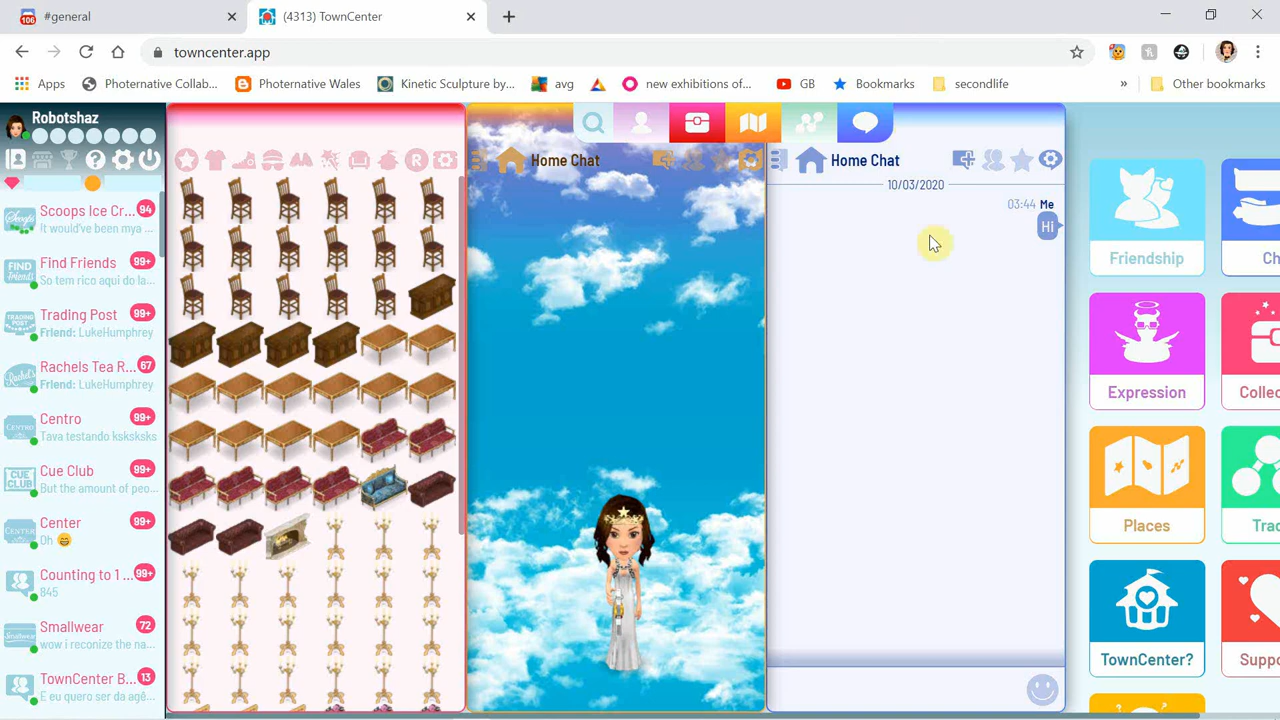 106 #general
(4313) TownCenter
towncenter.app
Apps
Photernative Collab...
Photernative Wales
Kinetic Sculpture by...
avg
new exhibitions of...
GB
Bookmarks
secondlife
»
Other bookmarks
Robotshaz
Scoops Ice Cr... 94
It would've been mya ...
Find Friends 99+
So tem rico aqui do la...
Trading Post 99+
Friend: LukeHumphrey
Rachels Tea R... 67
Friend: LukeHumphrey
Centro 99+
Tava testando ksksksks
Cue Club 99+
But the amount of peo...
Center 99+
Oh
Counting to 1 ... 99+
845
Smallwear 72
wow i reconize the na...
TownCenter B... 13
E eu quero ser da agê...
R
Home Chat
Home Chat
10/03/2020
03:44 Me
Hi
Friendship
Ch
Expression
Collec
Places
Trad
TownCenter?
Suppo